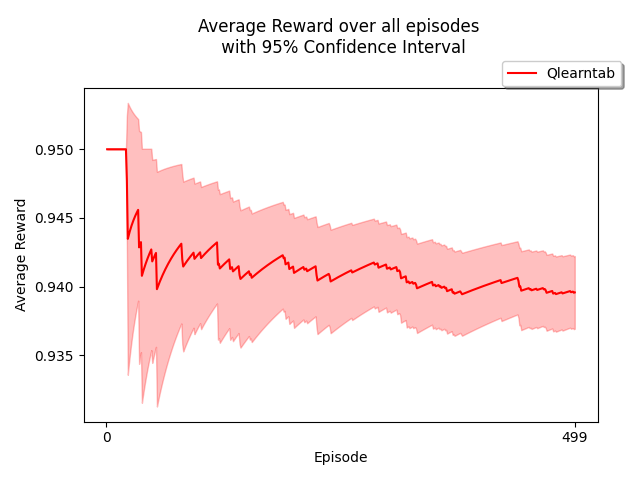 Average Reward over all episodes
with 95% Confidence Interval
Qlearntab
0.950
0.945
0.940
0.935
Average Reward
0
499
Episode